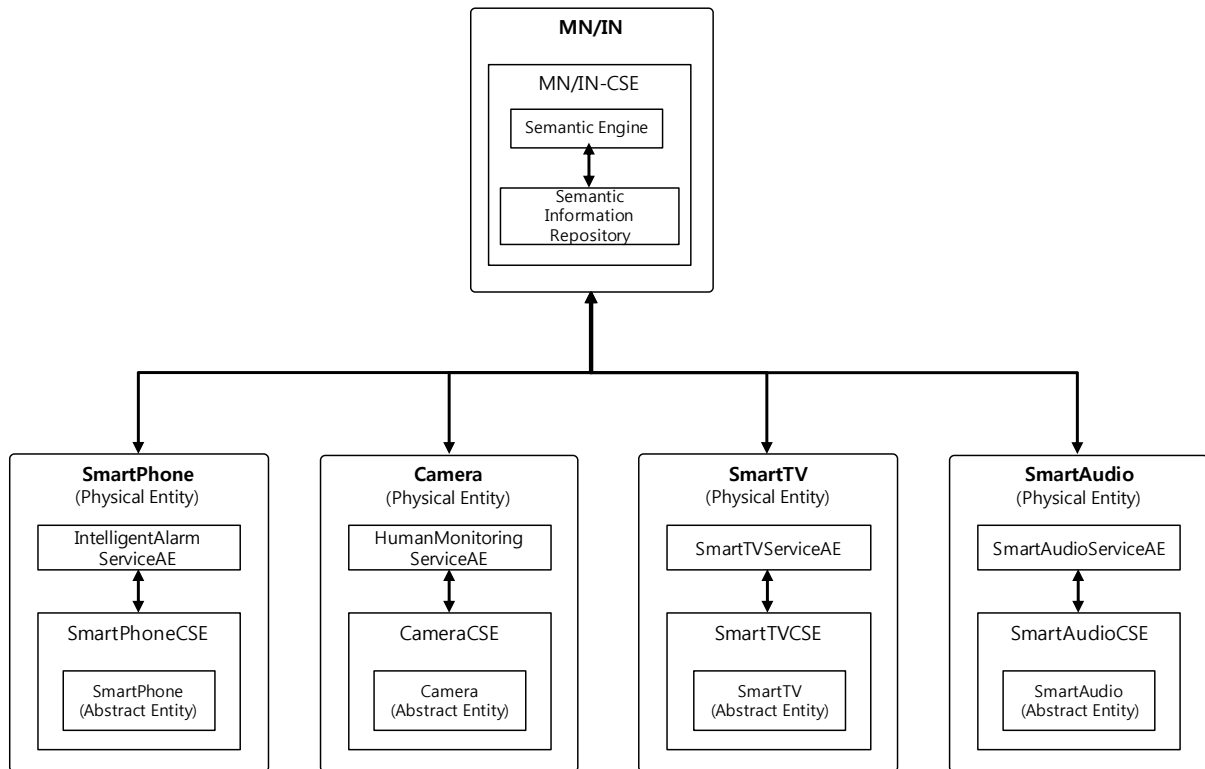 MN/IN
MN/IN-CSE
Semantic Engine
Semantic
Information
Repository
SmartPhone
(Physical Entity)
IntelligentAlarm
ServiceAE
SmartPhoneCSE
SmartPhone
(Abstract Entity)
Camera
(Physical Entity)
HumanMonitoring
ServiceAE
CameraCSE
Camera
(Abstract Entity)
SmartTV
(Physical Entity)
SmartTVServiceAE
SmartTVCSE
SmartTV
(Abstract Entity)
SmartAudio
(Physical Entity)
SmartAudioServiceAE
SmartAudioCSE
SmartAudio
(Abstract Entity)